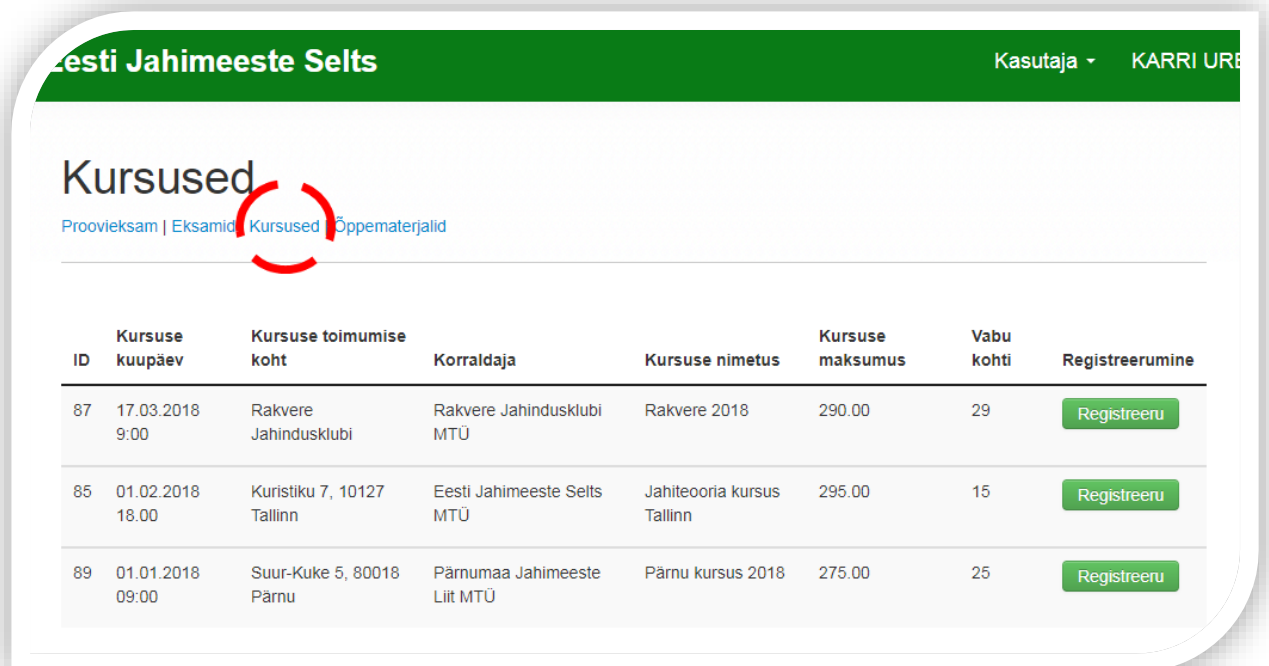 Eesti Jahimeeste Selts Kasutaja KARRI URE
Kursused
Proovieksam | Eksamid | Kursused | Õppematerjalid
ID Kursuse kuupäev Kursuse toimumise koht Korraldaja Kursuse nimetus Kursuse maksumus Vabu kohti Registreerumine
87 17.03.2018 Rakvere Rakvere Jahindusklubi Rakvere 2018 290.00 29 Registreeru
9:00 Jahindusklubi MTÜ
85 01.02.2018 Kuristiku 7, 10127 Eesti Jahimeeste Selts Jahiteooria kursus 295.00 15 Registreeru
18.00 Tallinn MTÜ Tallinn
89 01.01.2018 Suur-Kuke 5, 80018 Pärnumaa Jahimeeste Pärnu kursus 2018 275.00 25 Registreeru
09:00 Pärnu Liit MTÜ